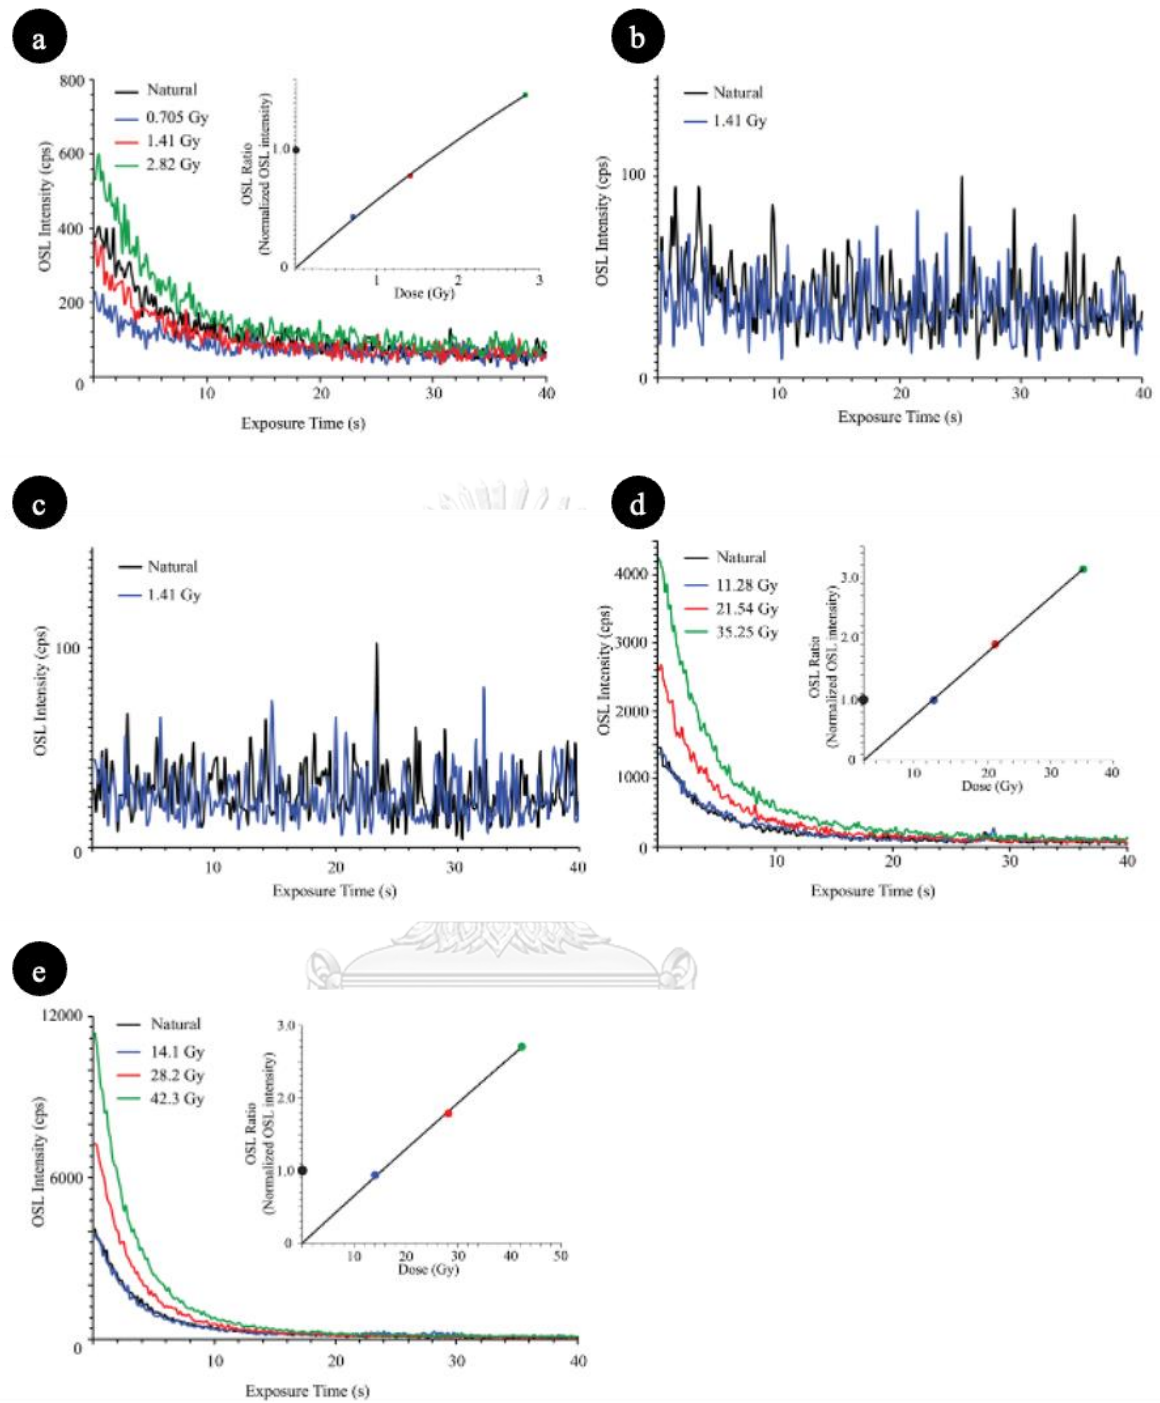 a
800
600
400
200
0
OSL Intensity (cps)
Natural
0.705 Gy
1.41 Gy
2.82 Gy
OSL Ratio
(Normalized OSL intensity)
1.0
0
1
2
3
Dose (Gy)
10
20
30
40
Exposure Time (s)
b
100
0
OSL Intensity (cps)
Natural
1.41 Gy
10
20
30
40
Exposure Time (s)
c
100
0
OSL Intensity (cps)
Natural
1.41 Gy
10
20
30
40
Exposure Time (s)
d
4000
3000
2000
1000
0
OSL Intensity (cps)
Natural
11.28 Gy
21.54 Gy
35.25 Gy
OSL Ratio
(Normalized OSL intensity)
3.0
2.0
1.0
0
10
20
30
40
Dose (Gy)
10
20
30
40
Exposure Time (s)
e
12000
6000
0
OSL Intensity (cps)
Natural
14.1 Gy
28.2 Gy
42.3 Gy
OSL Ratio
(Normalized OSL intensity)
3.0
2.0
1.0
0
10
20
30
40
50
Dose (Gy)
10
20
30
40
Exposure Time (s)